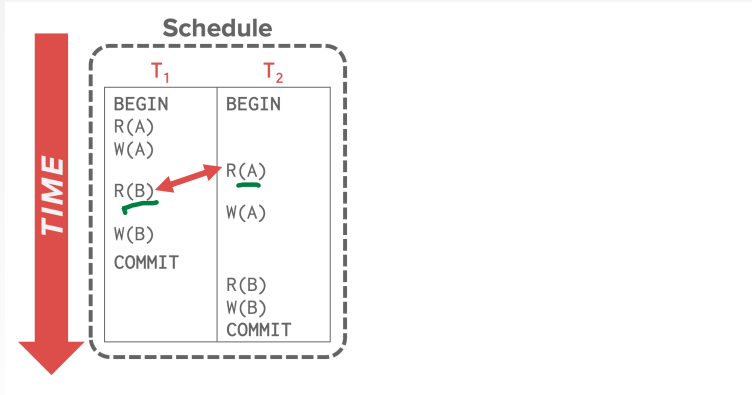 Schedule
TIME
T₁ T₂
BEGIN BEGIN
R(A)
W(A)
R(A)
R(B)
W(A)
W(B)
COMMIT
R(B)
W(B)
COMMIT